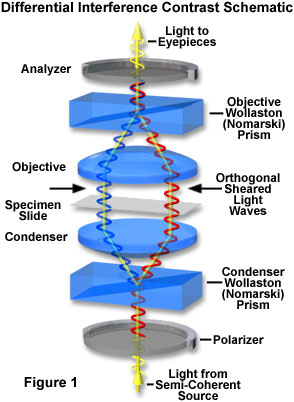 Differential Interference Contrast Schematic
Light to
Eyepieces
Analyzer
Objective
Wollaston
(Nomarski)
Prism
Objective
Orthogonal
Sheared
Light
Waves
Specimen
Slide
Condenser
Condenser
Wollaston
(Nomarski)
Prism
Polarizer
Figure 1
Light from
Semi-Coherent
Source